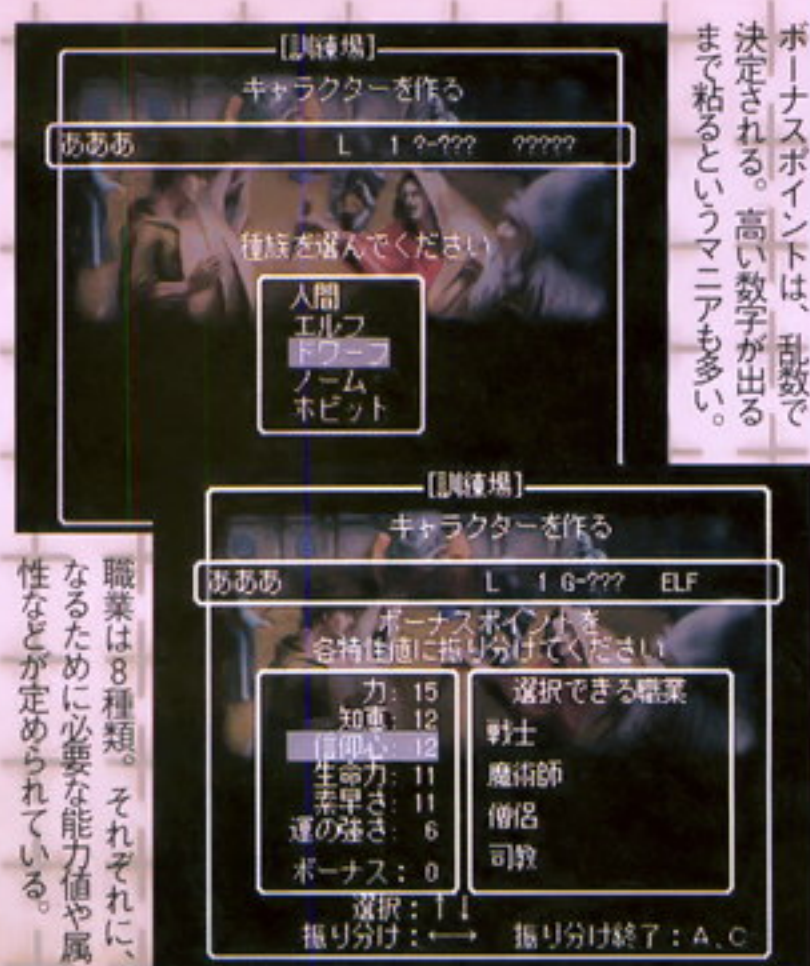 ボーナスポイントは、乱数で
決定される。高い数字が出る
まで粘るというマニアも多い。
[訓練場]
キャラクターを作る
あああ L 1 ?-??? ?????
種族を選んでください
人間
エルフ
ドワーフ
ノーム
ホビット
[訓練場]
キャラクターを作る
あああ L 1 G-??? ELF
ボーナスポイントを
各特性値に振り分けてください
力: 15
知恵: 12
信仰心: 12
生命力: 11
素早さ: 11
運の強さ: 6
ボーナス: 0
選択できる職業
戦士
魔術師
僧侶
司教
選択:↑↓
振り分け:←→ 振り分け終了:A、C
職業は8種類。それぞれに、
なるために必要な能力値や属
性などが定められている。